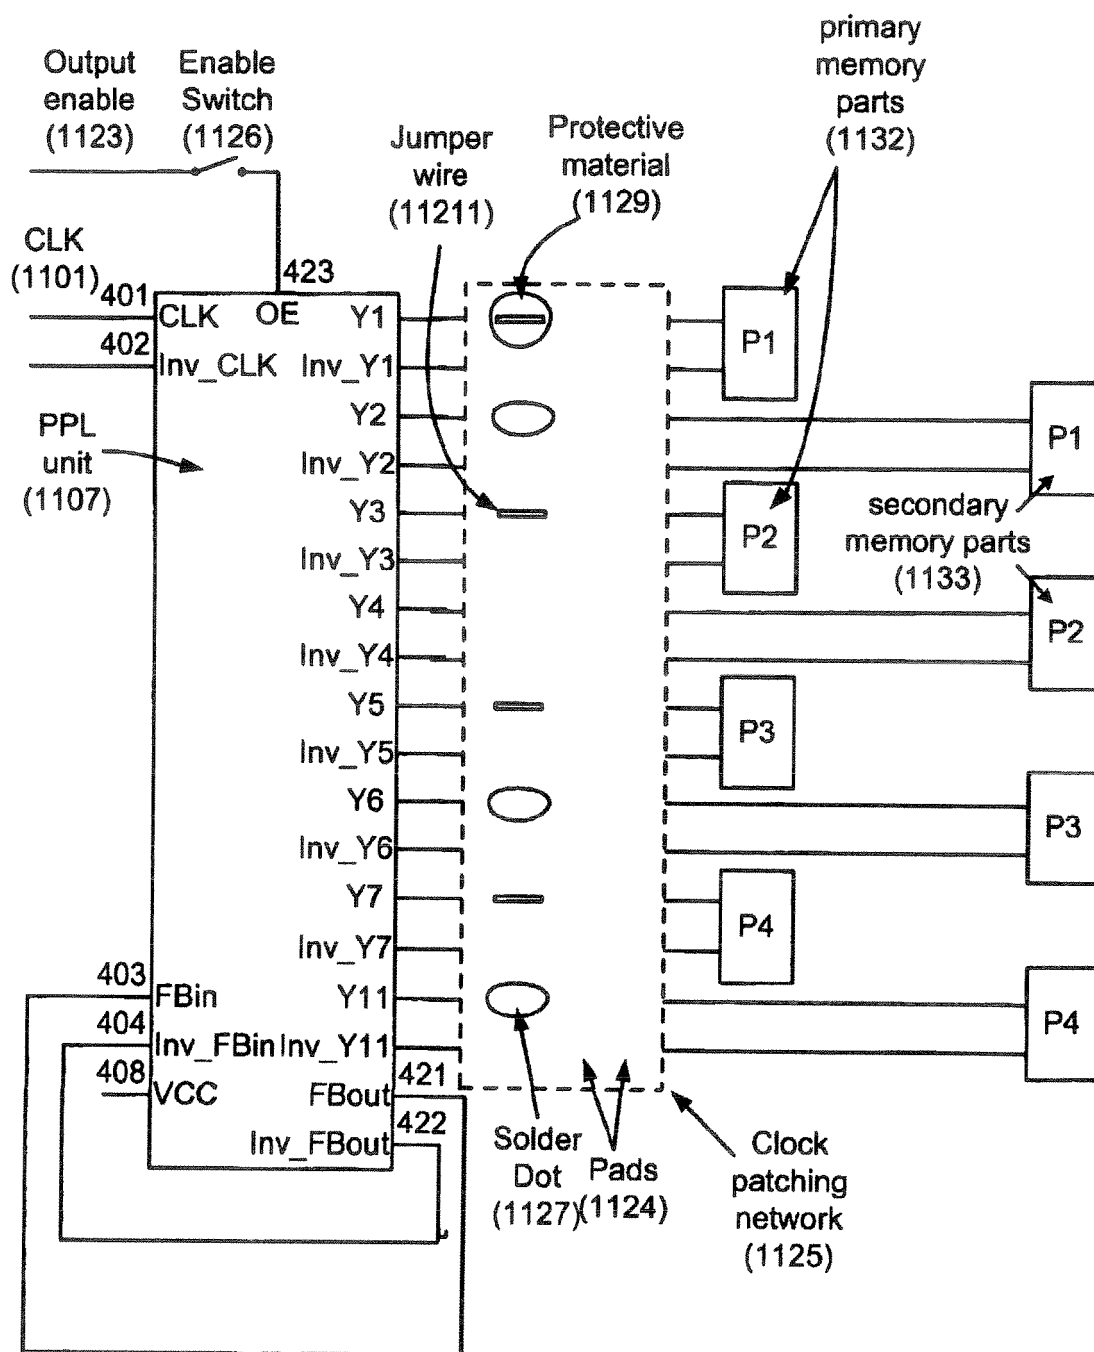 primary
memory
parts
(1132)
Output
enable
(1123)
Enable
Switch
(1126)
Jumper
wire
(11211)
Protective
material
(1129)
CLK
(1101)
423
401
CLK
OE
Y1
P1
402
Inv_CLK
Inv_Y1
Y2
P1
PPL
unit
(1107)
Inv_Y2
Y3
P2
secondary
memory parts
(1133)
Inv_Y3
Y4
P2
Inv_Y4
Y5
P3
Inv_Y5
Y6
P3
Inv_Y6
Y7
P4
Inv_Y7
403
FBin
Y11
P4
404
Inv_FBin
Inv_Y11
408
VCC
421
FBout
422
Inv_FBout
Solder
Dot
(1127)
Pads
(1124)
Clock
patching
network
(1125)